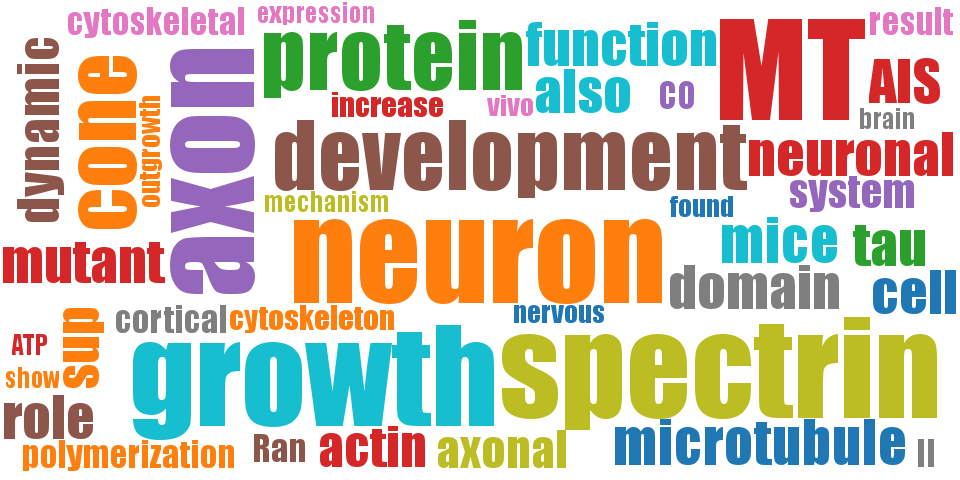 cytoskeletal
expression
protein
function
MT
result
dynamic
cone
outgrowth
axon
increase
vivo
also
co
AIS
brain
development
neuronal
mechanism
system
found
mutant
neuron
mice
tau
domain
cell
nervous
cortical
cytoskeleton
sup
ATP
show
growth
spectrin
role
polymerization
Ran
actin
axonal
microtubule
II